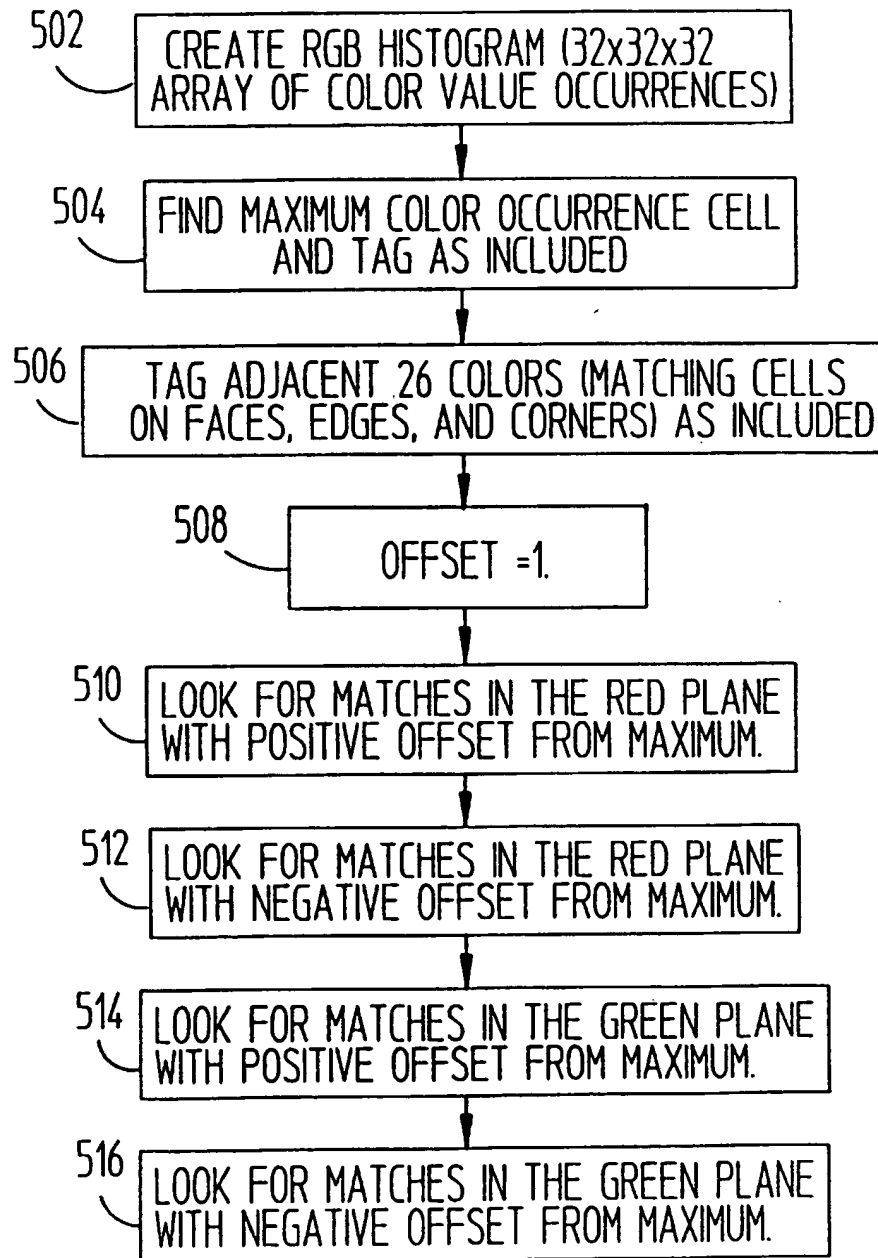 502
CREATE RGB HISTOGRAM (32x32x32
ARRAY OF COLOR VALUE OCCURRENCES)
504
FIND MAXIMUM COLOR OCCURRENCE CELL
AND TAG AS INCLUDED
506
TAG ADJACENT 26 COLORS (MATCHING CELLS
ON FACES, EDGES, AND CORNERS) AS INCLUDED
508
OFFSET =1.
510
LOOK FOR MATCHES IN THE RED PLANE
WITH POSITIVE OFFSET FROM MAXIMUM.
512
LOOK FOR MATCHES IN THE RED PLANE
WITH NEGATIVE OFFSET FROM MAXIMUM.
514
LOOK FOR MATCHES IN THE GREEN PLANE
WITH POSITIVE OFFSET FROM MAXIMUM.
516
LOOK FOR MATCHES IN THE GREEN PLANE
WITH NEGATIVE OFFSET FROM MAXIMUM.